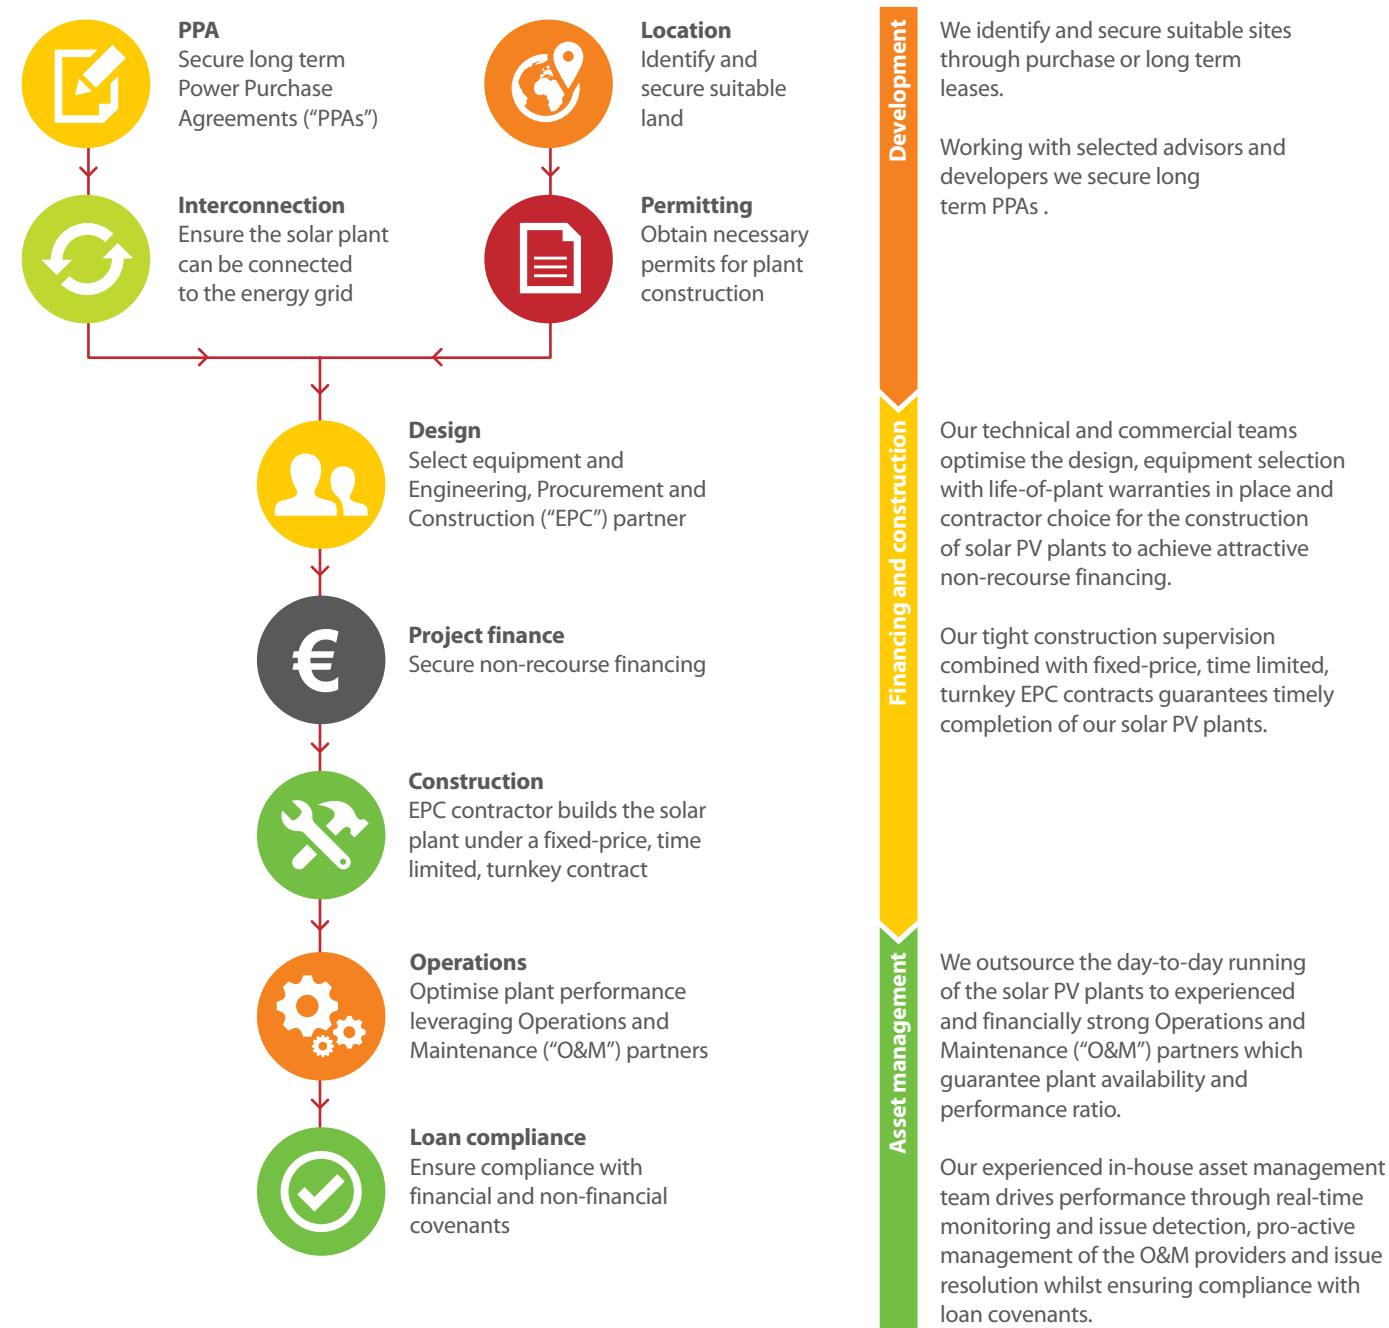 PPA
Secure long term
Power Purchase
Agreements (“PPAs”)
Location
Identify and
secure suitable
land
Interconnection
Ensure the solar plant
can be connected
to the energy grid
Permitting
Obtain necessary
permits for plant
construction
Design
Select equipment and
Engineering, Procurement and
Construction (“EPC”) partner
€
Project finance
Secure non-recourse financing
Construction
EPC contractor builds the solar
plant under a fixed-price, time
limited, turnkey contract
Operations
Optimise plant performance
leveraging Operations and
Maintenance (“O&M”) partners
Loan compliance
Ensure compliance with
financial and non-financial
covenants
Development
We identify and secure suitable sites
through purchase or long term
leases.
Working with selected advisors and
developers we secure long
term PPAs .
Financing and construction
Our technical and commercial teams
optimise the design, equipment selection
with life-of-plant warranties in place and
contractor choice for the construction
of solar PV plants to achieve attractive
non-recourse financing.
Our tight construction supervision
combined with fixed-price, time limited,
turnkey EPC contracts guarantees timely
completion of our solar PV plants.
Asset management
We outsource the day-to-day running
of the solar PV plants to experienced
and financially strong Operations and
Maintenance (“O&M”) partners which
guarantee plant availability and
performance ratio.
Our experienced in-house asset management
team drives performance through real-time
monitoring and issue detection, pro-active
management of the O&M providers and issue
resolution whilst ensuring compliance with
loan covenants.